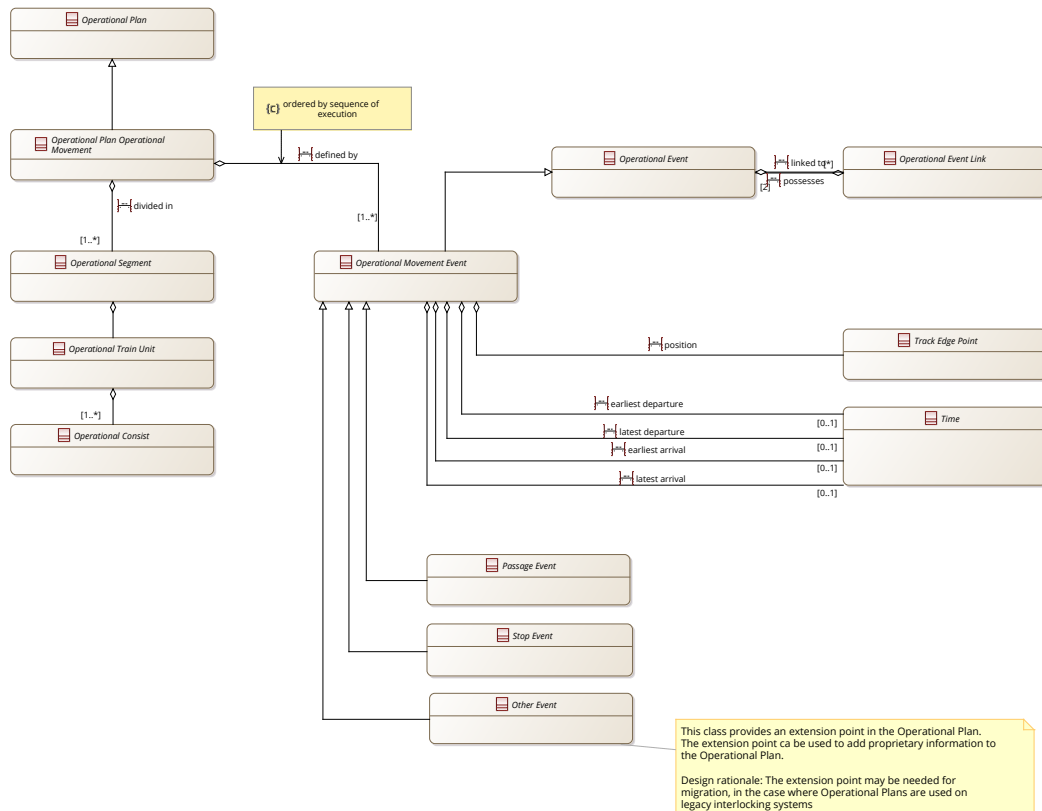 Operational Plan
{c} ordered by sequence of
execution
Operational Plan Operational
Movement
defined by
Operational Event
linked to
[*]
[2]
possesses
Operational Event Link
divided in
[1..*]
[1..*]
Operational Segment
Operational Movement Event
Operational Train Unit
[1..*]
Operational Consist
position
Track Edge Point
earliest departure
[0..1]
Time
latest departure
[0..1]
earliest arrival
[0..1]
latest arrival
[0..1]
Passage Event
Stop Event
Other Event
This class provides an extension point in the Operational Plan.
The extension point ca be used to add proprietary information to
the Operational Plan.
Design rationale: The extension point may be needed for
migration, in the case where Operational Plans are used on
legacy interlocking systems